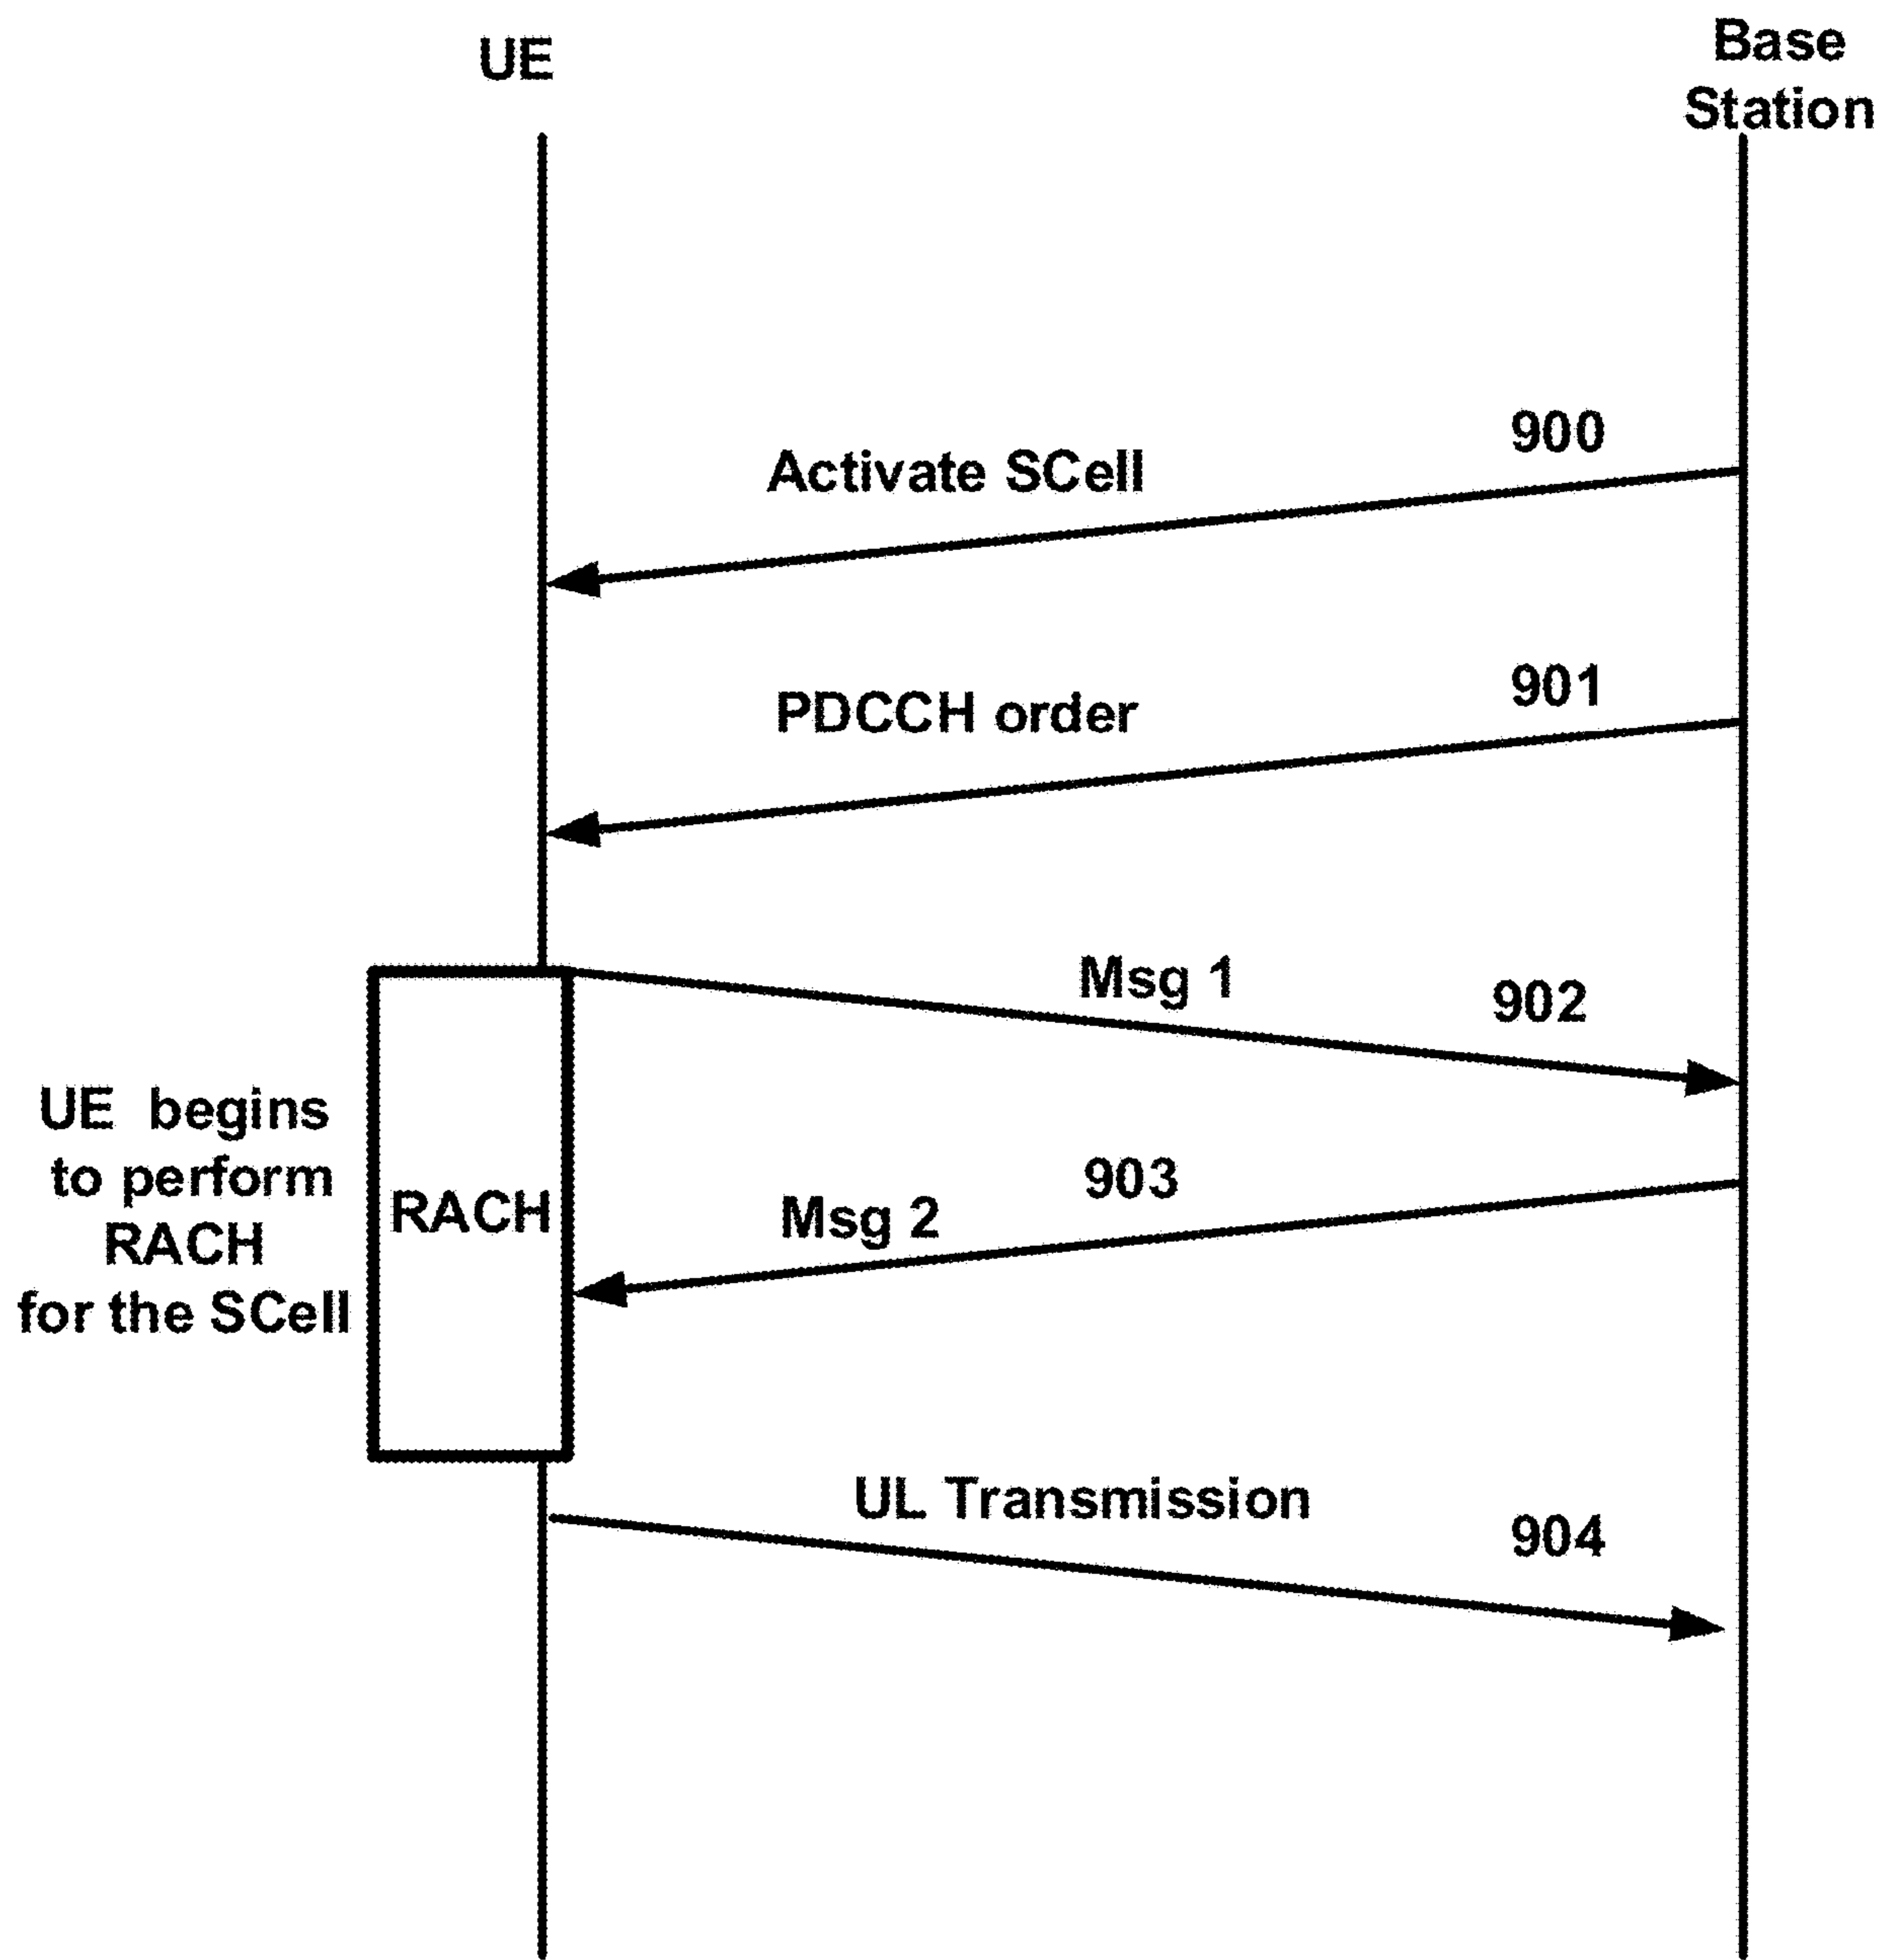 UE
Base
Station
900
Activate SCell
901
PDCCH order
Msg 1
902
UE begins
to perform
RACH
for the SCell
RACH
903
Msg 2
UL Transmission
904